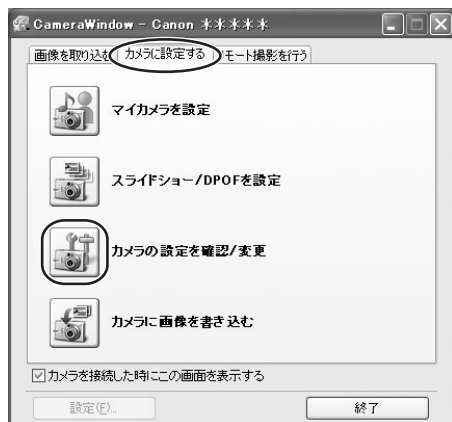 CameraWindow - Canon *****
画像を取り込む カメラに設定する リモート撮影を行う
マイカメラを設定
スライドショー/DPOFを設定
カメラの設定を確認/変更
カメラに画像を書き込む
カメラを接続した時にこの画面を表示する
設定(F)... 終了